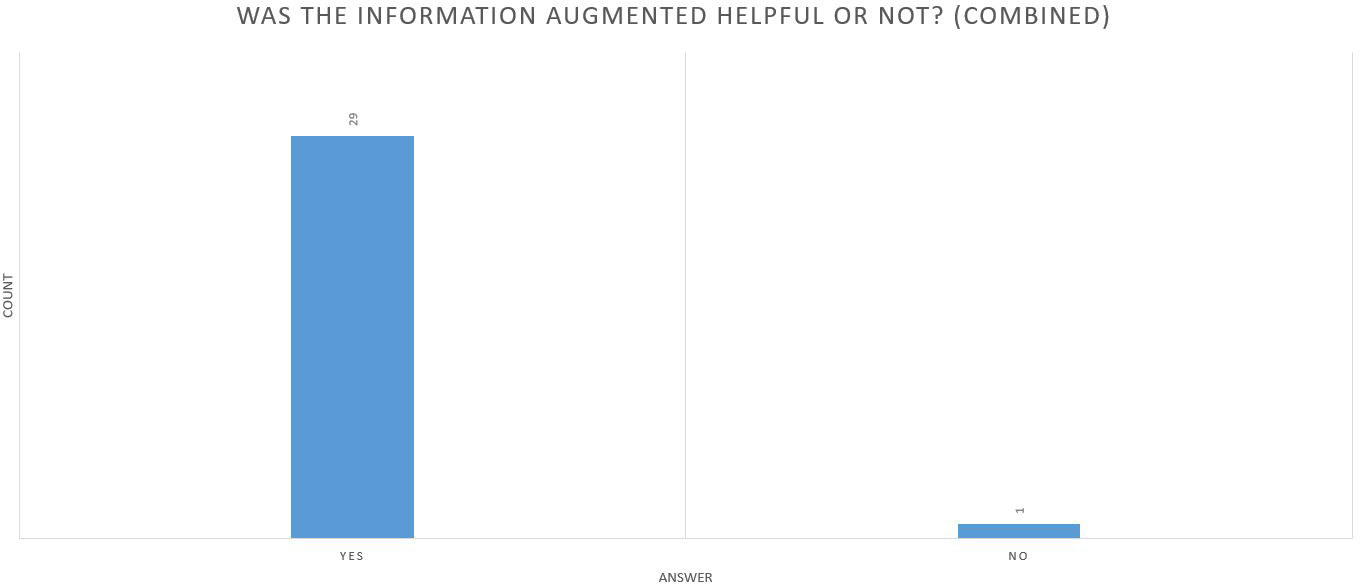 WAS THE INFORMATION AUGMENTED HELPFUL OR NOT? (COMBINED)
29
1
COUNT
YES
NO
ANSWER